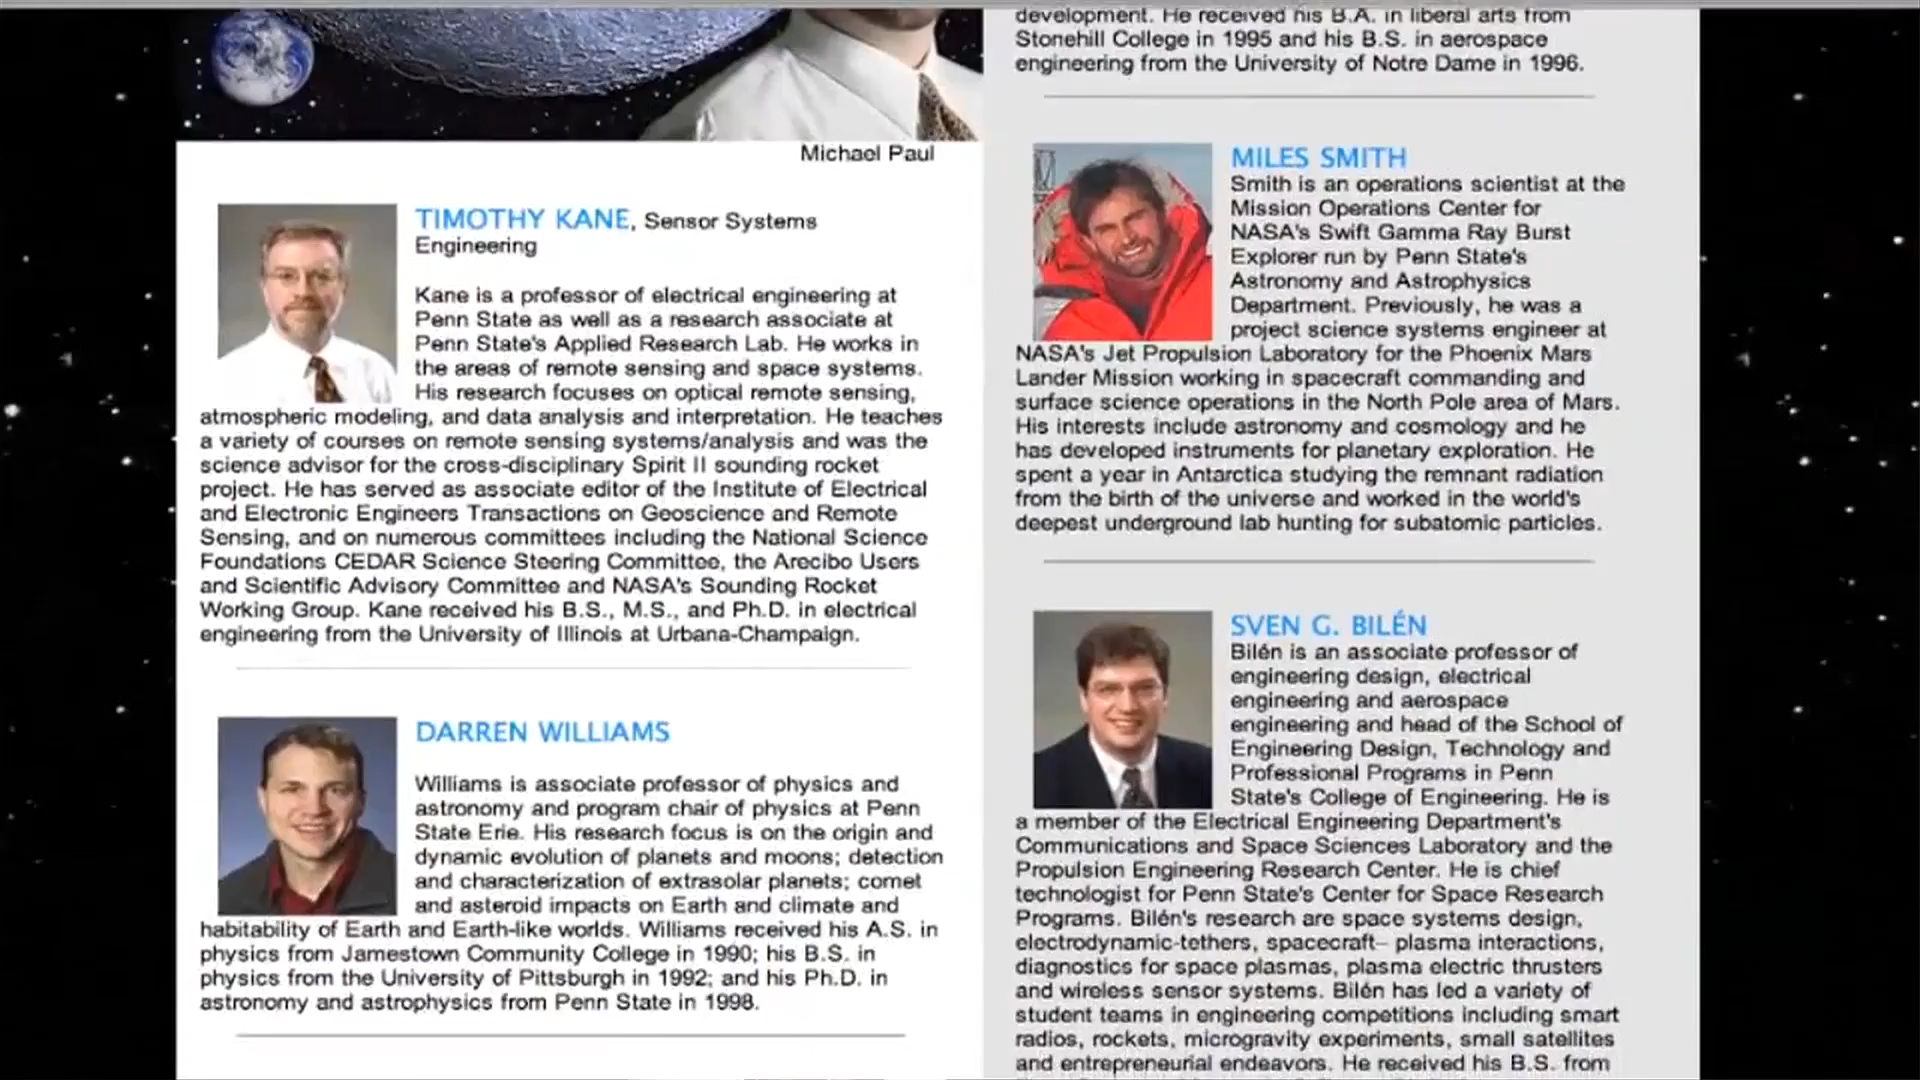 Michael Paul
TIMOTHY KANE, Sensor Systems
Engineering
Kane is a professor of electrical engineering at
Penn State as well as a research associate at
Penn State's Applied Research Lab. He works in
the areas of remote sensing and space systems.
His research focuses on optical remote sensing,
atmospheric modeling, and data analysis and interpretation. He teaches
a variety of courses on remote sensing systems/analysis and was the
science advisor for the cross-disciplinary Spirit II sounding rocket
project. He has served as associate editor of the Institute of Electrical
and Electronic Engineers Transactions on Geoscience and Remote
Sensing, and on numerous committees including the National Science
Foundations CEDAR Science Steering Committee, the Arecibo Users
and Scientific Advisory Committee and NASA's Sounding Rocket
Working Group. Kane received his B.S., M.S., and Ph.D. in electrical
engineering from the University of Illinois at Urbana-Champaign.
DARREN WILLIAMS
Williams is associate professor of physics and
astronomy and program chair of physics at Penn
State Erie. His research focus is on the origin and
dynamic evolution of planets and moons; detection
and characterization of extrasolar planets; comet
and asteroid impacts on Earth and climate and
habitability of Earth and Earth-like worlds. Williams received his A.S. in
physics from Jamestown Community College in 1990; his B.S. in
physics from the University of Pittsburgh in 1992; and his Ph.D. in
astronomy and astrophysics from Penn State in 1998.
development. He received his B.A. in liberal arts from
Stonehill College in 1995 and his B.S. in aerospace
engineering from the University of Notre Dame in 1996.
MILES SMITH
Smith is an operations scientist at the
Mission Operations Center for
NASA's Swift Gamma Ray Burst
Explorer run by Penn State's
Astronomy and Astrophysics
Department. Previously, he was a
project science systems engineer at
NASA's Jet Propulsion Laboratory for the Phoenix Mars
Lander Mission working in spacecraft commanding and
surface science operations in the North Pole area of Mars.
His interests include astronomy and cosmology and he
has developed instruments for planetary exploration. He
spent a year in Antarctica studying the remnant radiation
from the birth of the universe and worked in the world's
deepest underground lab hunting for subatomic particles.
SVEN G. BILÉN
Bilén is an associate professor of
engineering design, electrical
engineering and aerospace
engineering and head of the School of
Engineering Design, Technology and
Professional Programs in Penn
State's College of Engineering. He is
a member of the Electrical Engineering Department's
Communications and Space Sciences Laboratory and the
Propulsion Engineering Research Center. He is chief
technologist for Penn State's Center for Space Research
Programs. Bilén's research are space systems design,
electrodynamic-tethers, spacecraft– plasma interactions,
diagnostics for space plasmas, plasma electric thrusters
and wireless sensor systems. Bilén has led a variety of
student teams in engineering competitions including smart
radios, rockets, microgravity experiments, small satellites
and entrepreneurial endeavors. He received his B.S. from